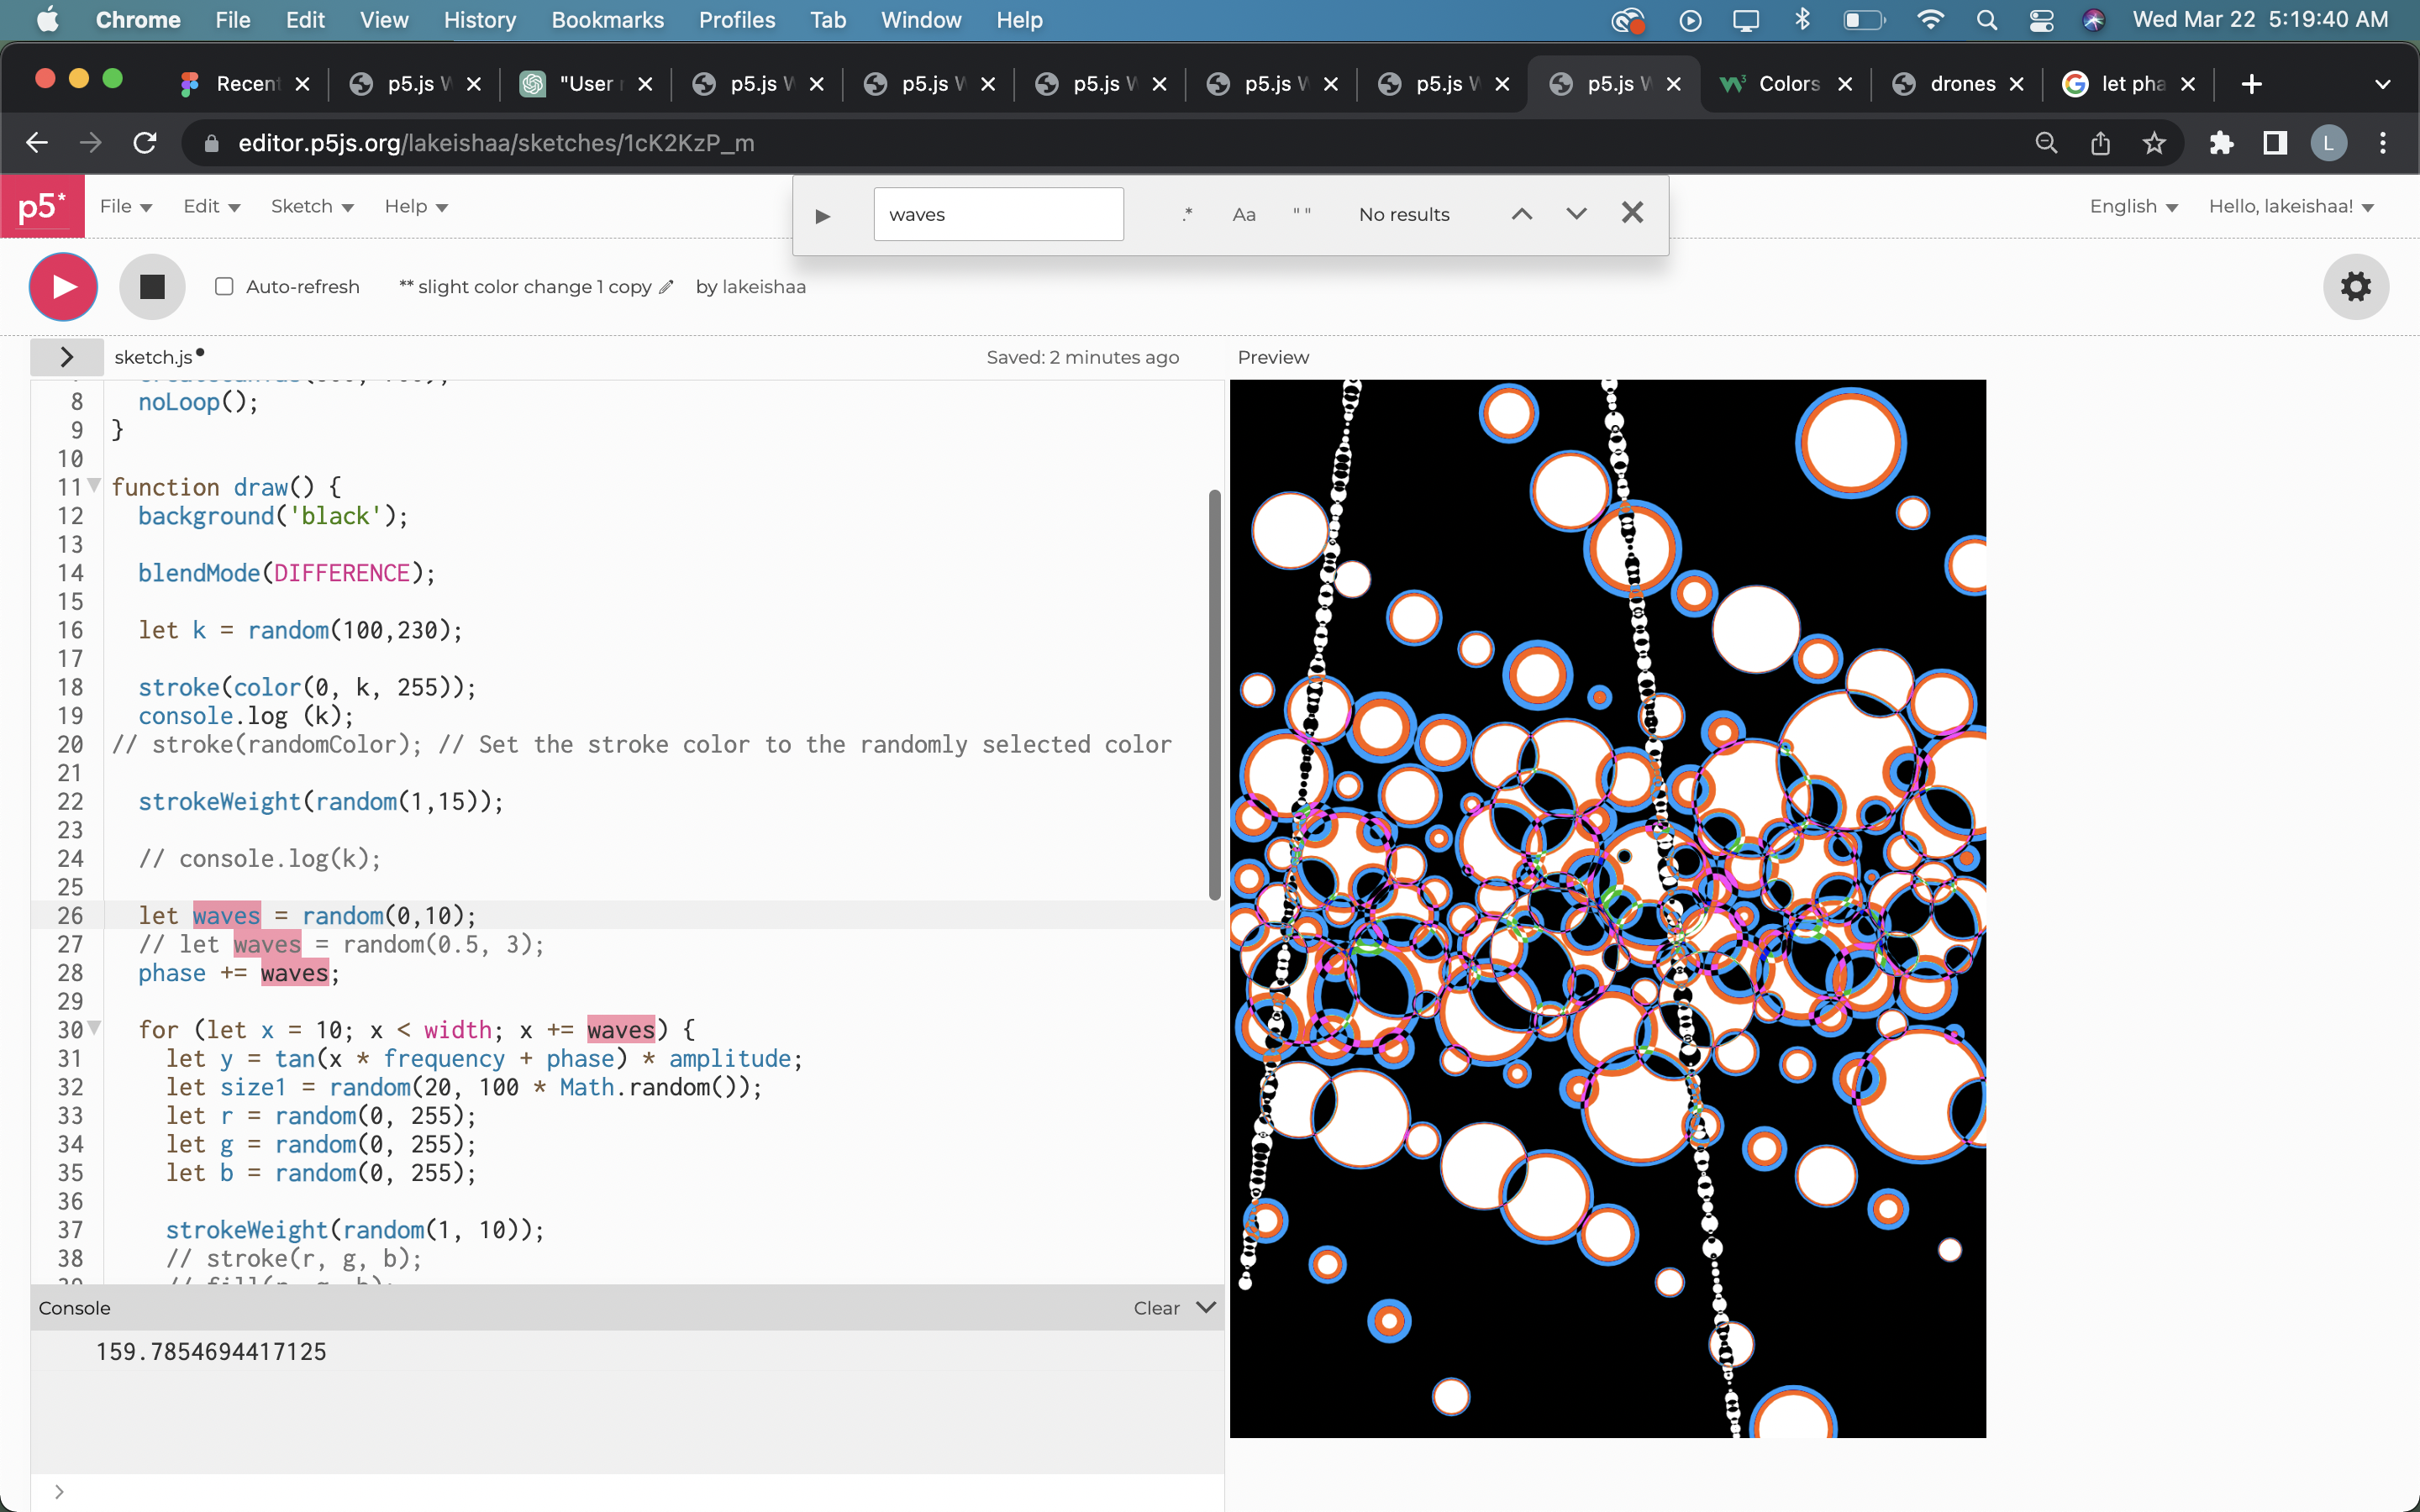 Chrome File Edit View History Bookmarks Profiles Tab Window Help Wed Mar 22 5:19:40 AM
Recent p5.js W "User p5.js W p5.js W p5.js W p5.js W p5.js W p5.js W Colors drones let pha
editor.p5js.org/lakeishaa/sketches/1cK2KzP_m L
p5* File Edit Sketch Help English Hello, lakeishaa!
waves .* Aa " " No results
Auto-refresh ** slight color change 1 copy by lakeishaa
sketch.js Saved: 2 minutes ago Preview
8 noLoop();
9 }
10
11 function draw() {
12 background('black');
13
14 blendMode(DIFFERENCE);
15
16 let k = random(100,230);
17
18 stroke(color(0, k, 255));
19 console.log (k);
20 // stroke(randomColor); // Set the stroke color to the randomly selected color
21
22 strokeWeight(random(1,15));
23
24 // console.log(k);
25
26 let waves = random(0,10);
27 // let waves = random(0.5, 3);
28 phase += waves;
29
30 for (let x = 10; x < width; x += waves) {
31 let y = tan(x * frequency + phase) * amplitude;
32 let size1 = random(20, 100 * Math.random());
33 let r = random(0, 255);
34 let g = random(0, 255);
35 let b = random(0, 255);
36
37 strokeWeight(random(1, 10));
38 // stroke(r, g, b);
39 // fill(r, g, b);
Console Clear
159.7854694417125